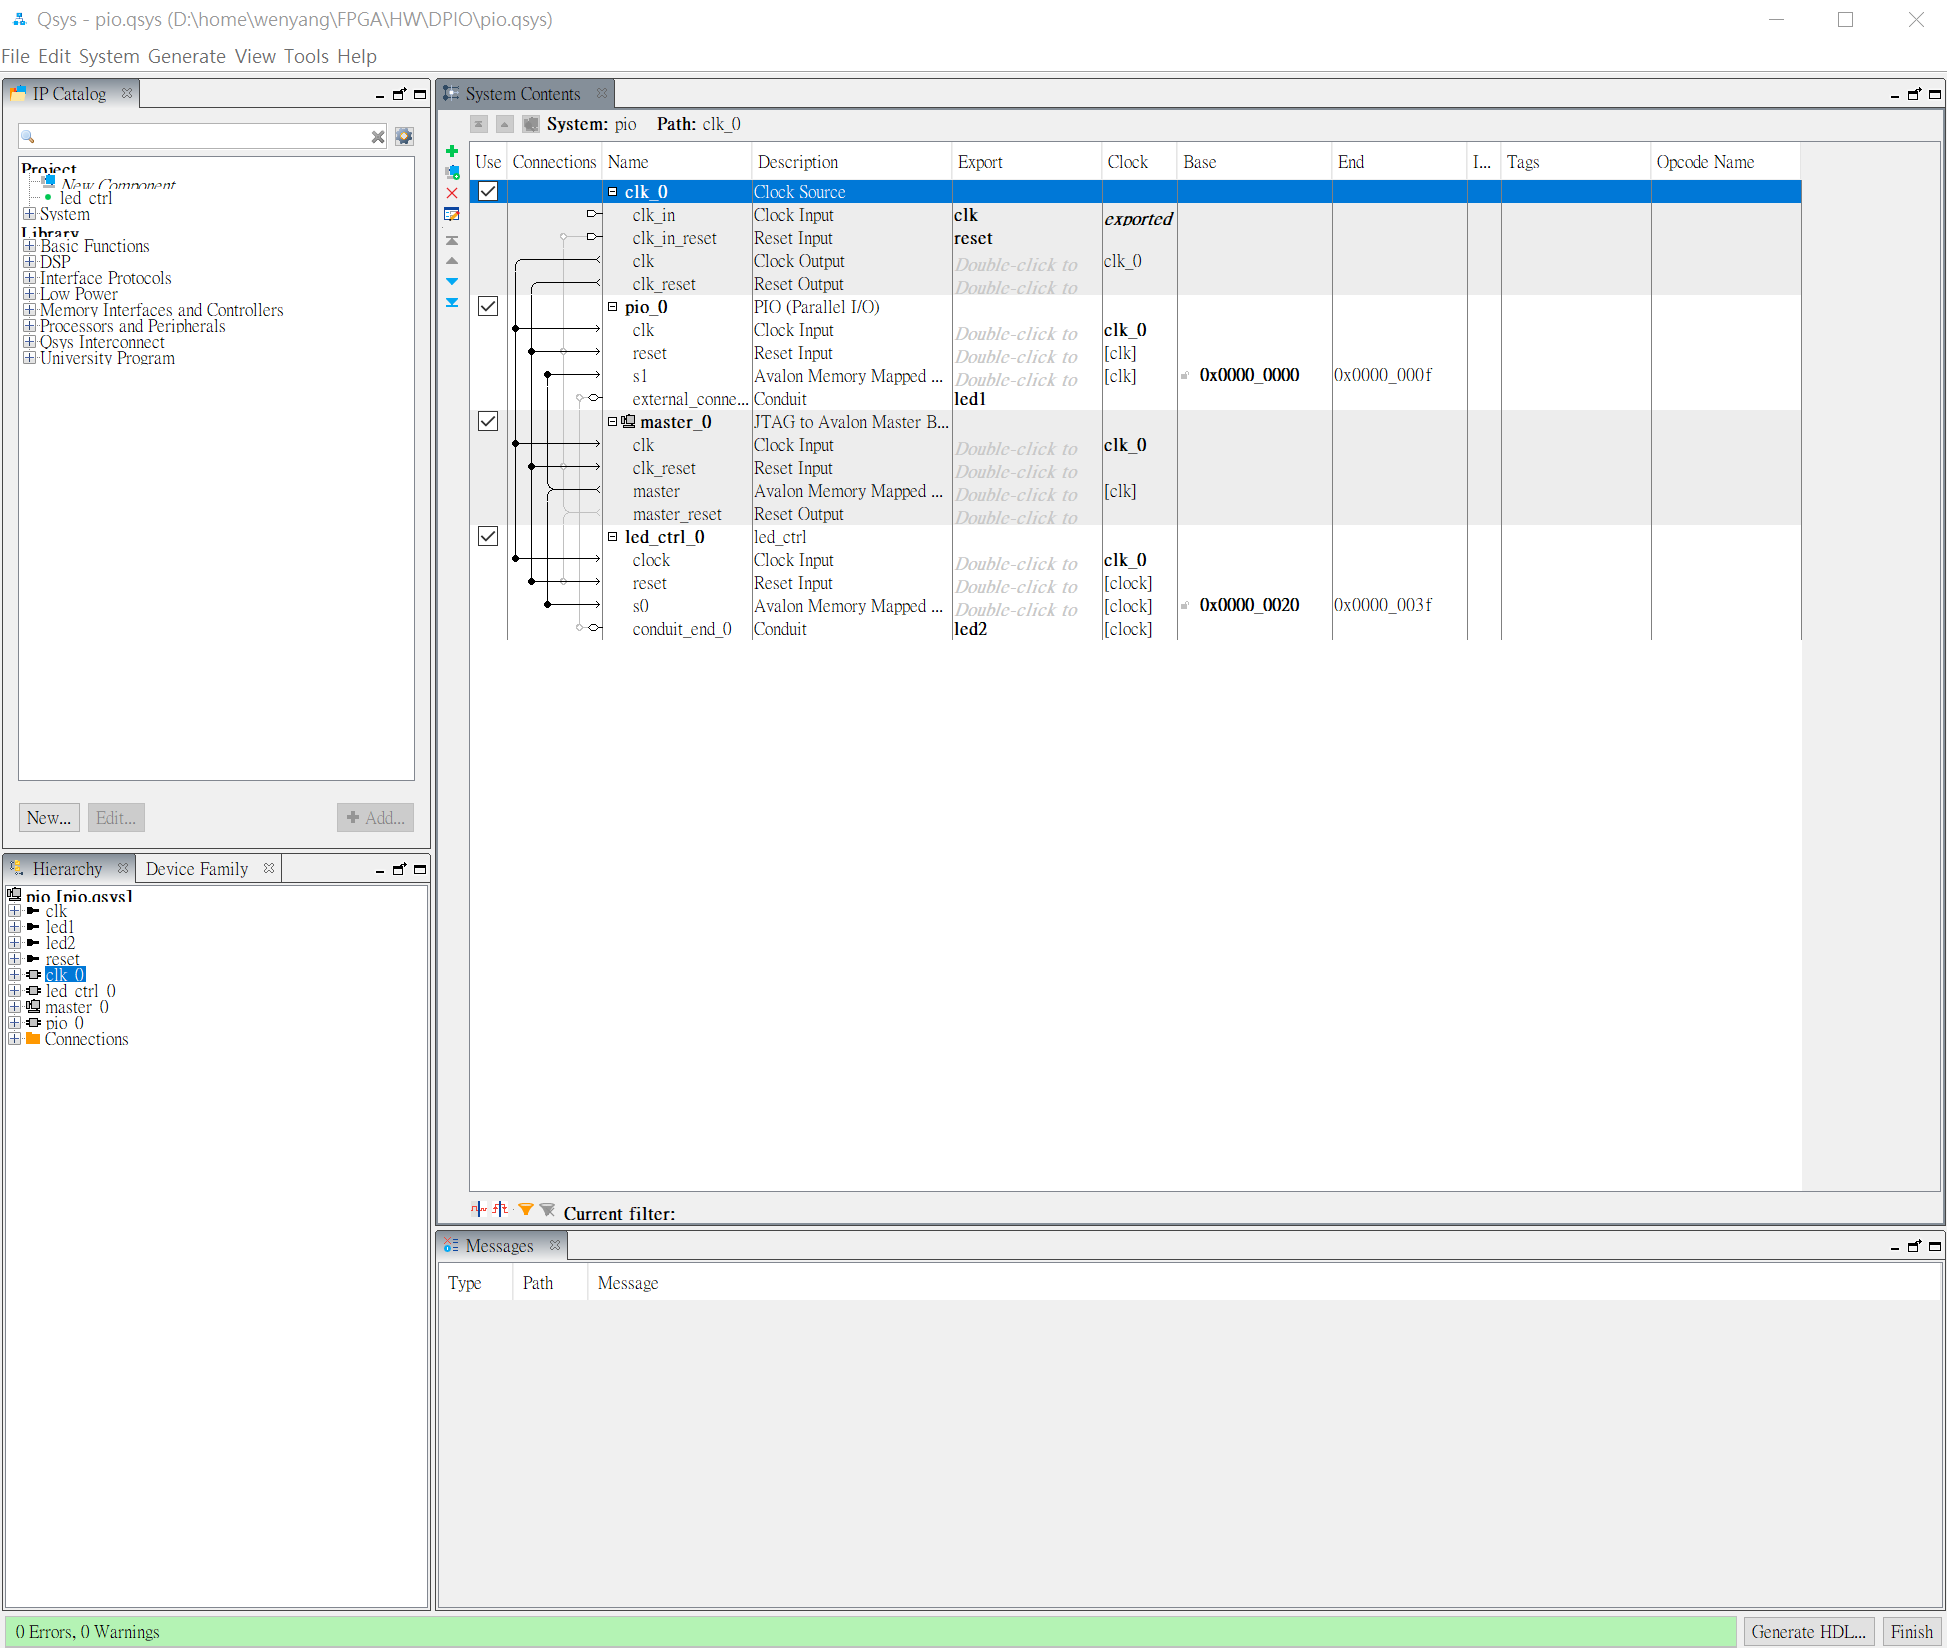 Qsys - pio.qsys (D:\home\wenyang\FPGA\HW\DPIO\pio.qsys)
File Edit System Generate View Tools Help
IP Catalog
Project
New Component
led_ctrl
System
Library
Basic Functions
DSP
Interface Protocols
Low Power
Memory Interfaces and Controllers
Processors and Peripherals
Qsys Interconnect
University Program
New... Edit... Add...
Hierarchy Device Family
pio [pio.qsys]
clk
led1
led2
reset
clk_0
led_ctrl_0
master_0
pio_0
Connections
System Contents
System: pio Path: clk_0
Use Connections Name Description Export Clock Base End I... Tags Opcode Name
clk_0 Clock Source
clk_in Clock Input clk exported
clk_in_reset Reset Input reset
clk Clock Output Double-click to clk_0
clk_reset Reset Output Double-click to
pio_0 PIO (Parallel I/O)
clk Clock Input Double-click to clk_0
reset Reset Input Double-click to [clk]
s1 Avalon Memory Mapped ... Double-click to [clk] 0x0000_0000 0x0000_000f
external_conne... Conduit led1
master_0 JTAG to Avalon Master B...
clk Clock Input Double-click to clk_0
clk_reset Reset Input Double-click to
master Avalon Memory Mapped ... Double-click to [clk]
master_reset Reset Output Double-click to
led_ctrl_0 led_ctrl
clock Clock Input Double-click to clk_0
reset Reset Input Double-click to [clock]
s0 Avalon Memory Mapped ... Double-click to [clock] 0x0000_0020 0x0000_003f
conduit_end_0 Conduit led2 [clock]
Current filter:
Messages
Type Path Message
0 Errors, 0 Warnings
Generate HDL... Finish